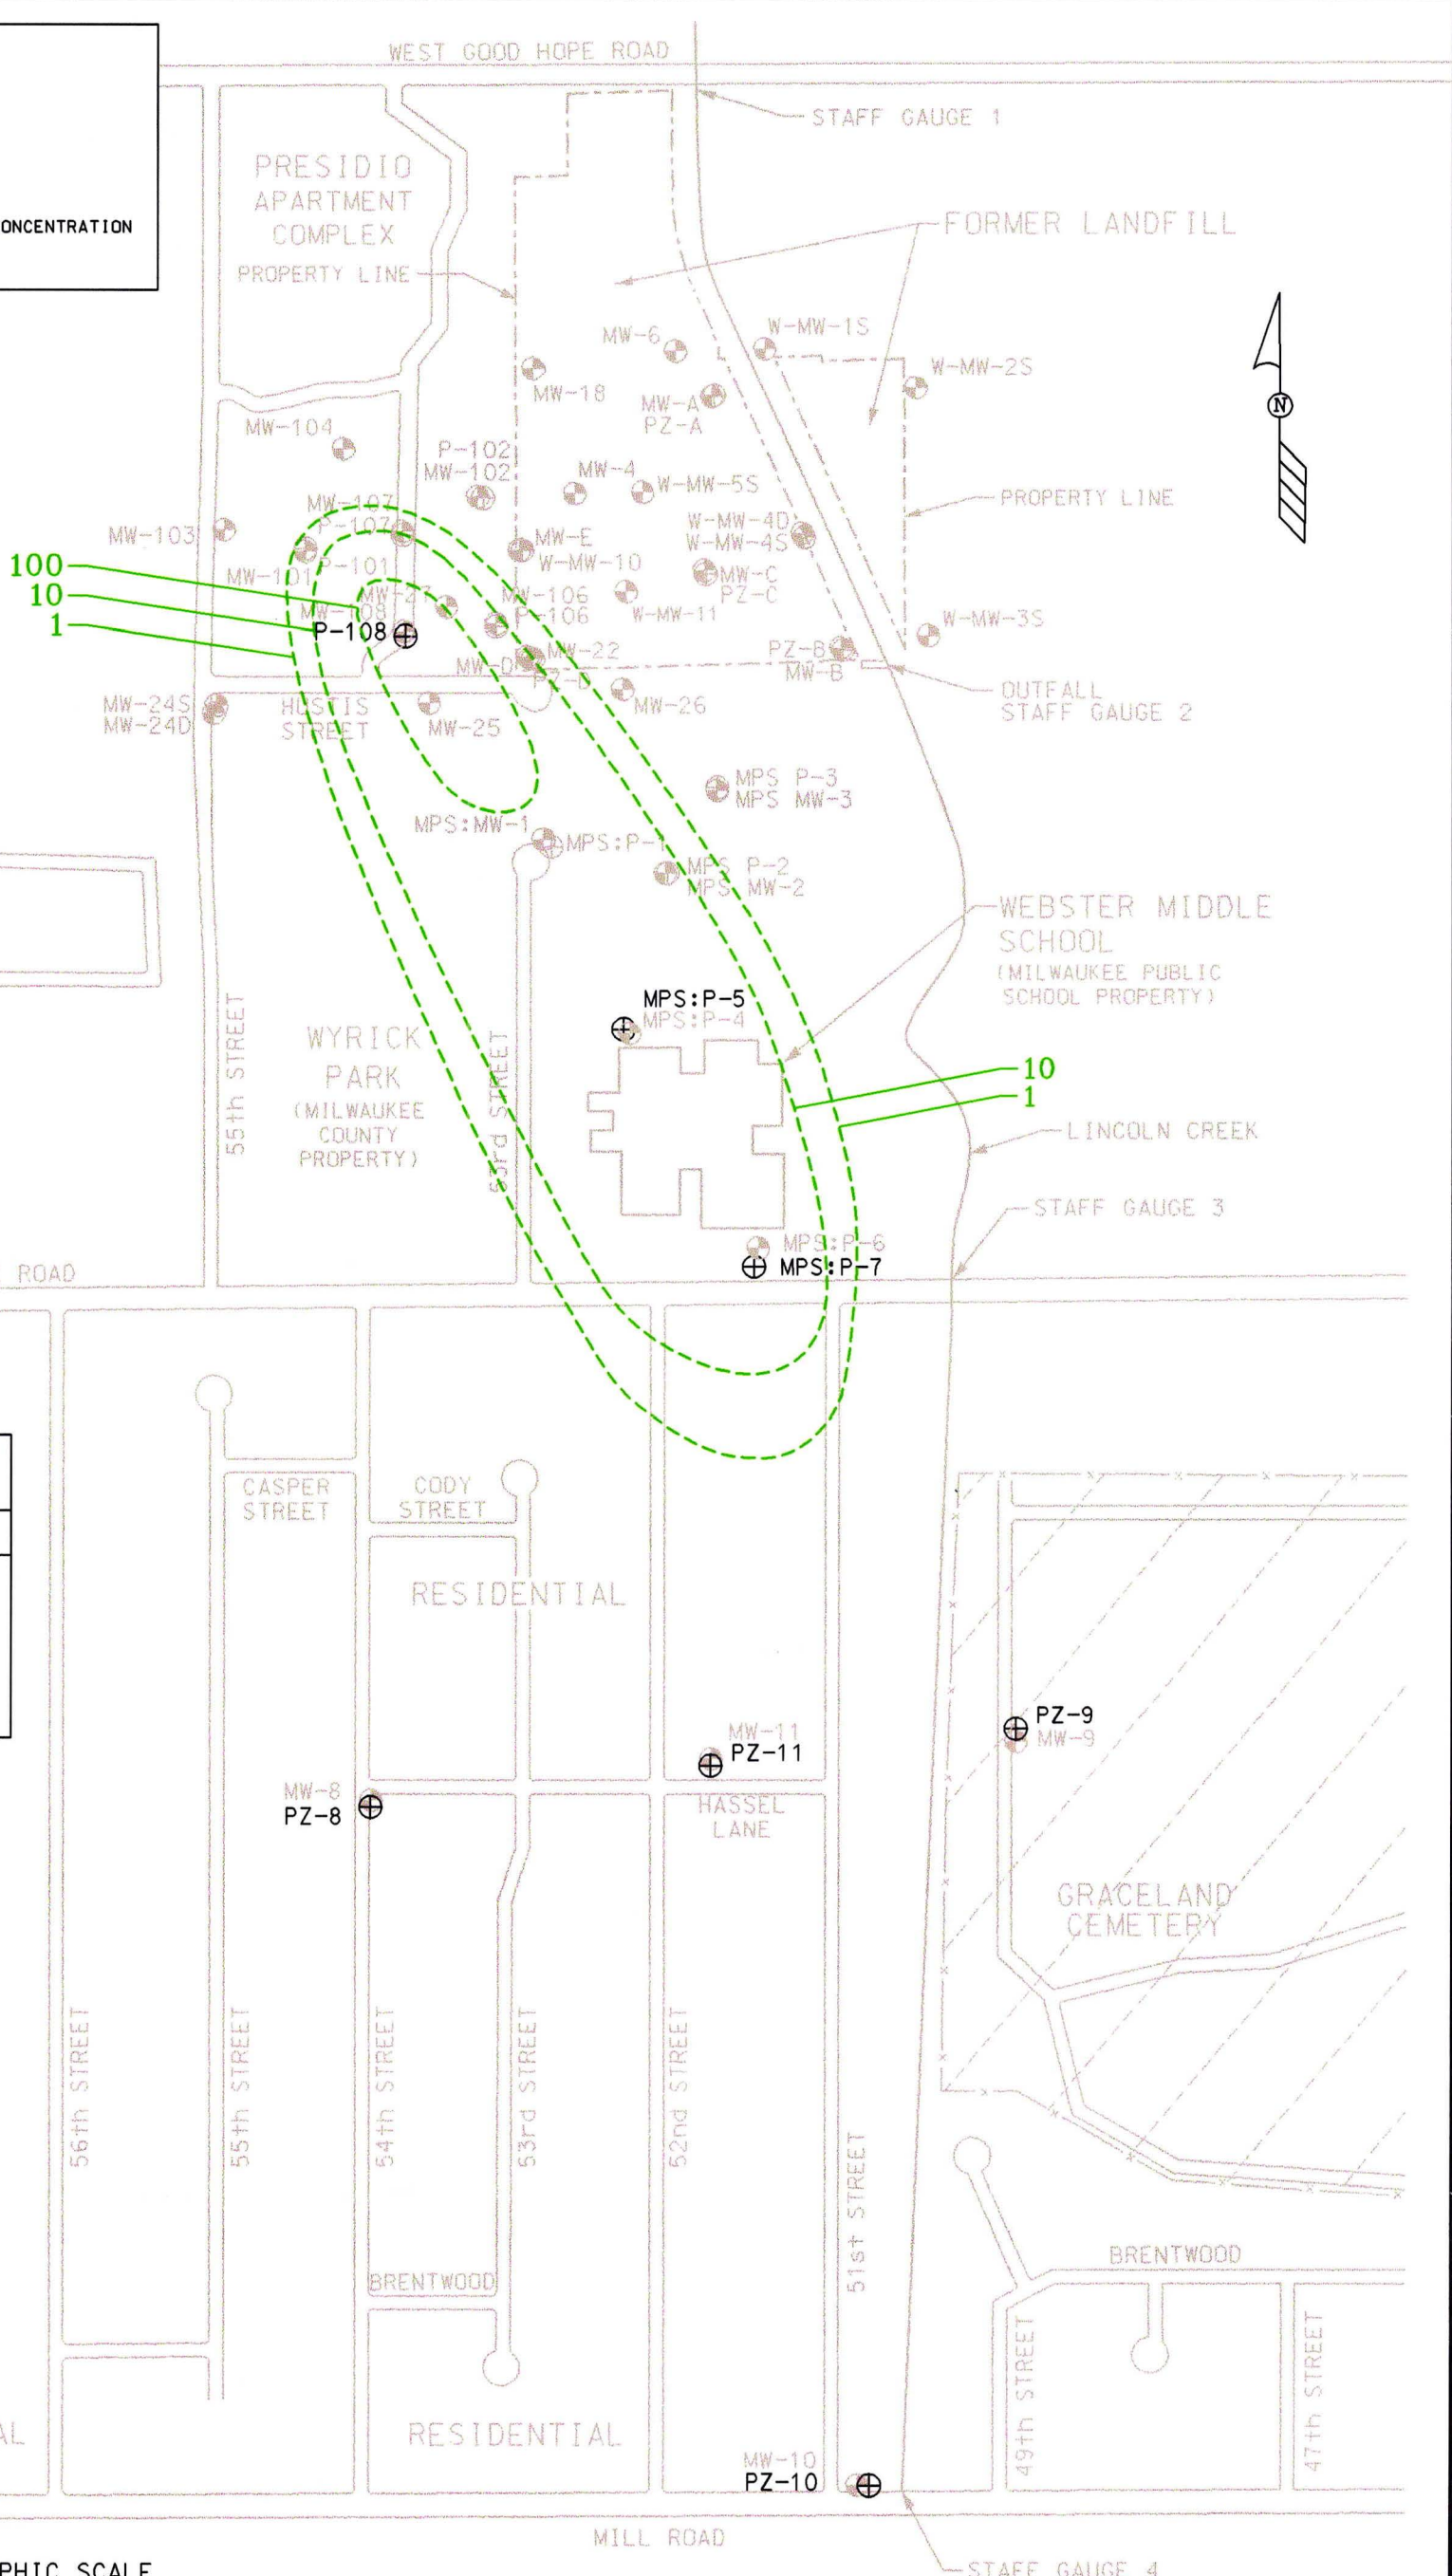 WEST GOOD HOPE ROAD
STAFF GAUGE 1
PRESIDIO
APARTMENT
COMPLEX
ONCENTRATION
FORMER LANDFILL
PROPERTY LINE
MW-6
W-MW-1S
W-MW-2S
MW-18
MW-A
PZ-A
N
MW-104
P-102
MW-102
MW-4
W-MW-5S
PROPERTY LINE
MW-107
P-107
MW-103
MW-E
W-MW-10
W-MW-4D
W-MW-4S
100
10
1
MW-101
P-101
MW-C
PZ-C
MW-106
P-106
W-MW-11
MW-108
P-108
W-MW-3S
MW-D
MW-22
PZ-D
PZ-B
MW-B
OUTFALL
STAFF GAUGE 2
MW-24S
MW-24D
HUSTIS
STREET
MW-25
MW-26
MPS P-3
MPS MW-3
MPS:MW-1
MPS:P-1
MPS P-2
MPS MW-2
WEBSTER MIDDLE
SCHOOL
(MILWAUKEE PUBLIC
SCHOOL PROPERTY)
MPS:P-5
MPS:P-4
55th STREET
WYRICK
PARK
(MILWAUKEE
COUNTY
PROPERTY)
53rd STREET
10
1
LINCOLN CREEK
STAFF GAUGE 3
MPS:P-6
MPS:P-7
ROAD
CASPER
STREET
CODY
STREET
RESIDENTIAL
PZ-9
MW-9
MW-11
PZ-11
MW-8
PZ-8
HASSEL
LANE
GRACELAND
CEMETERY
56th STREET
55th STREET
54th STREET
53rd STREET
52nd STREET
51st STREET
BRENTWOOD
BRENTWOOD
49th STREET
47th STREET
AL
RESIDENTIAL
MW-10
PZ-10
MILL ROAD
PHIC SCALE
STAFF GAUGE 4